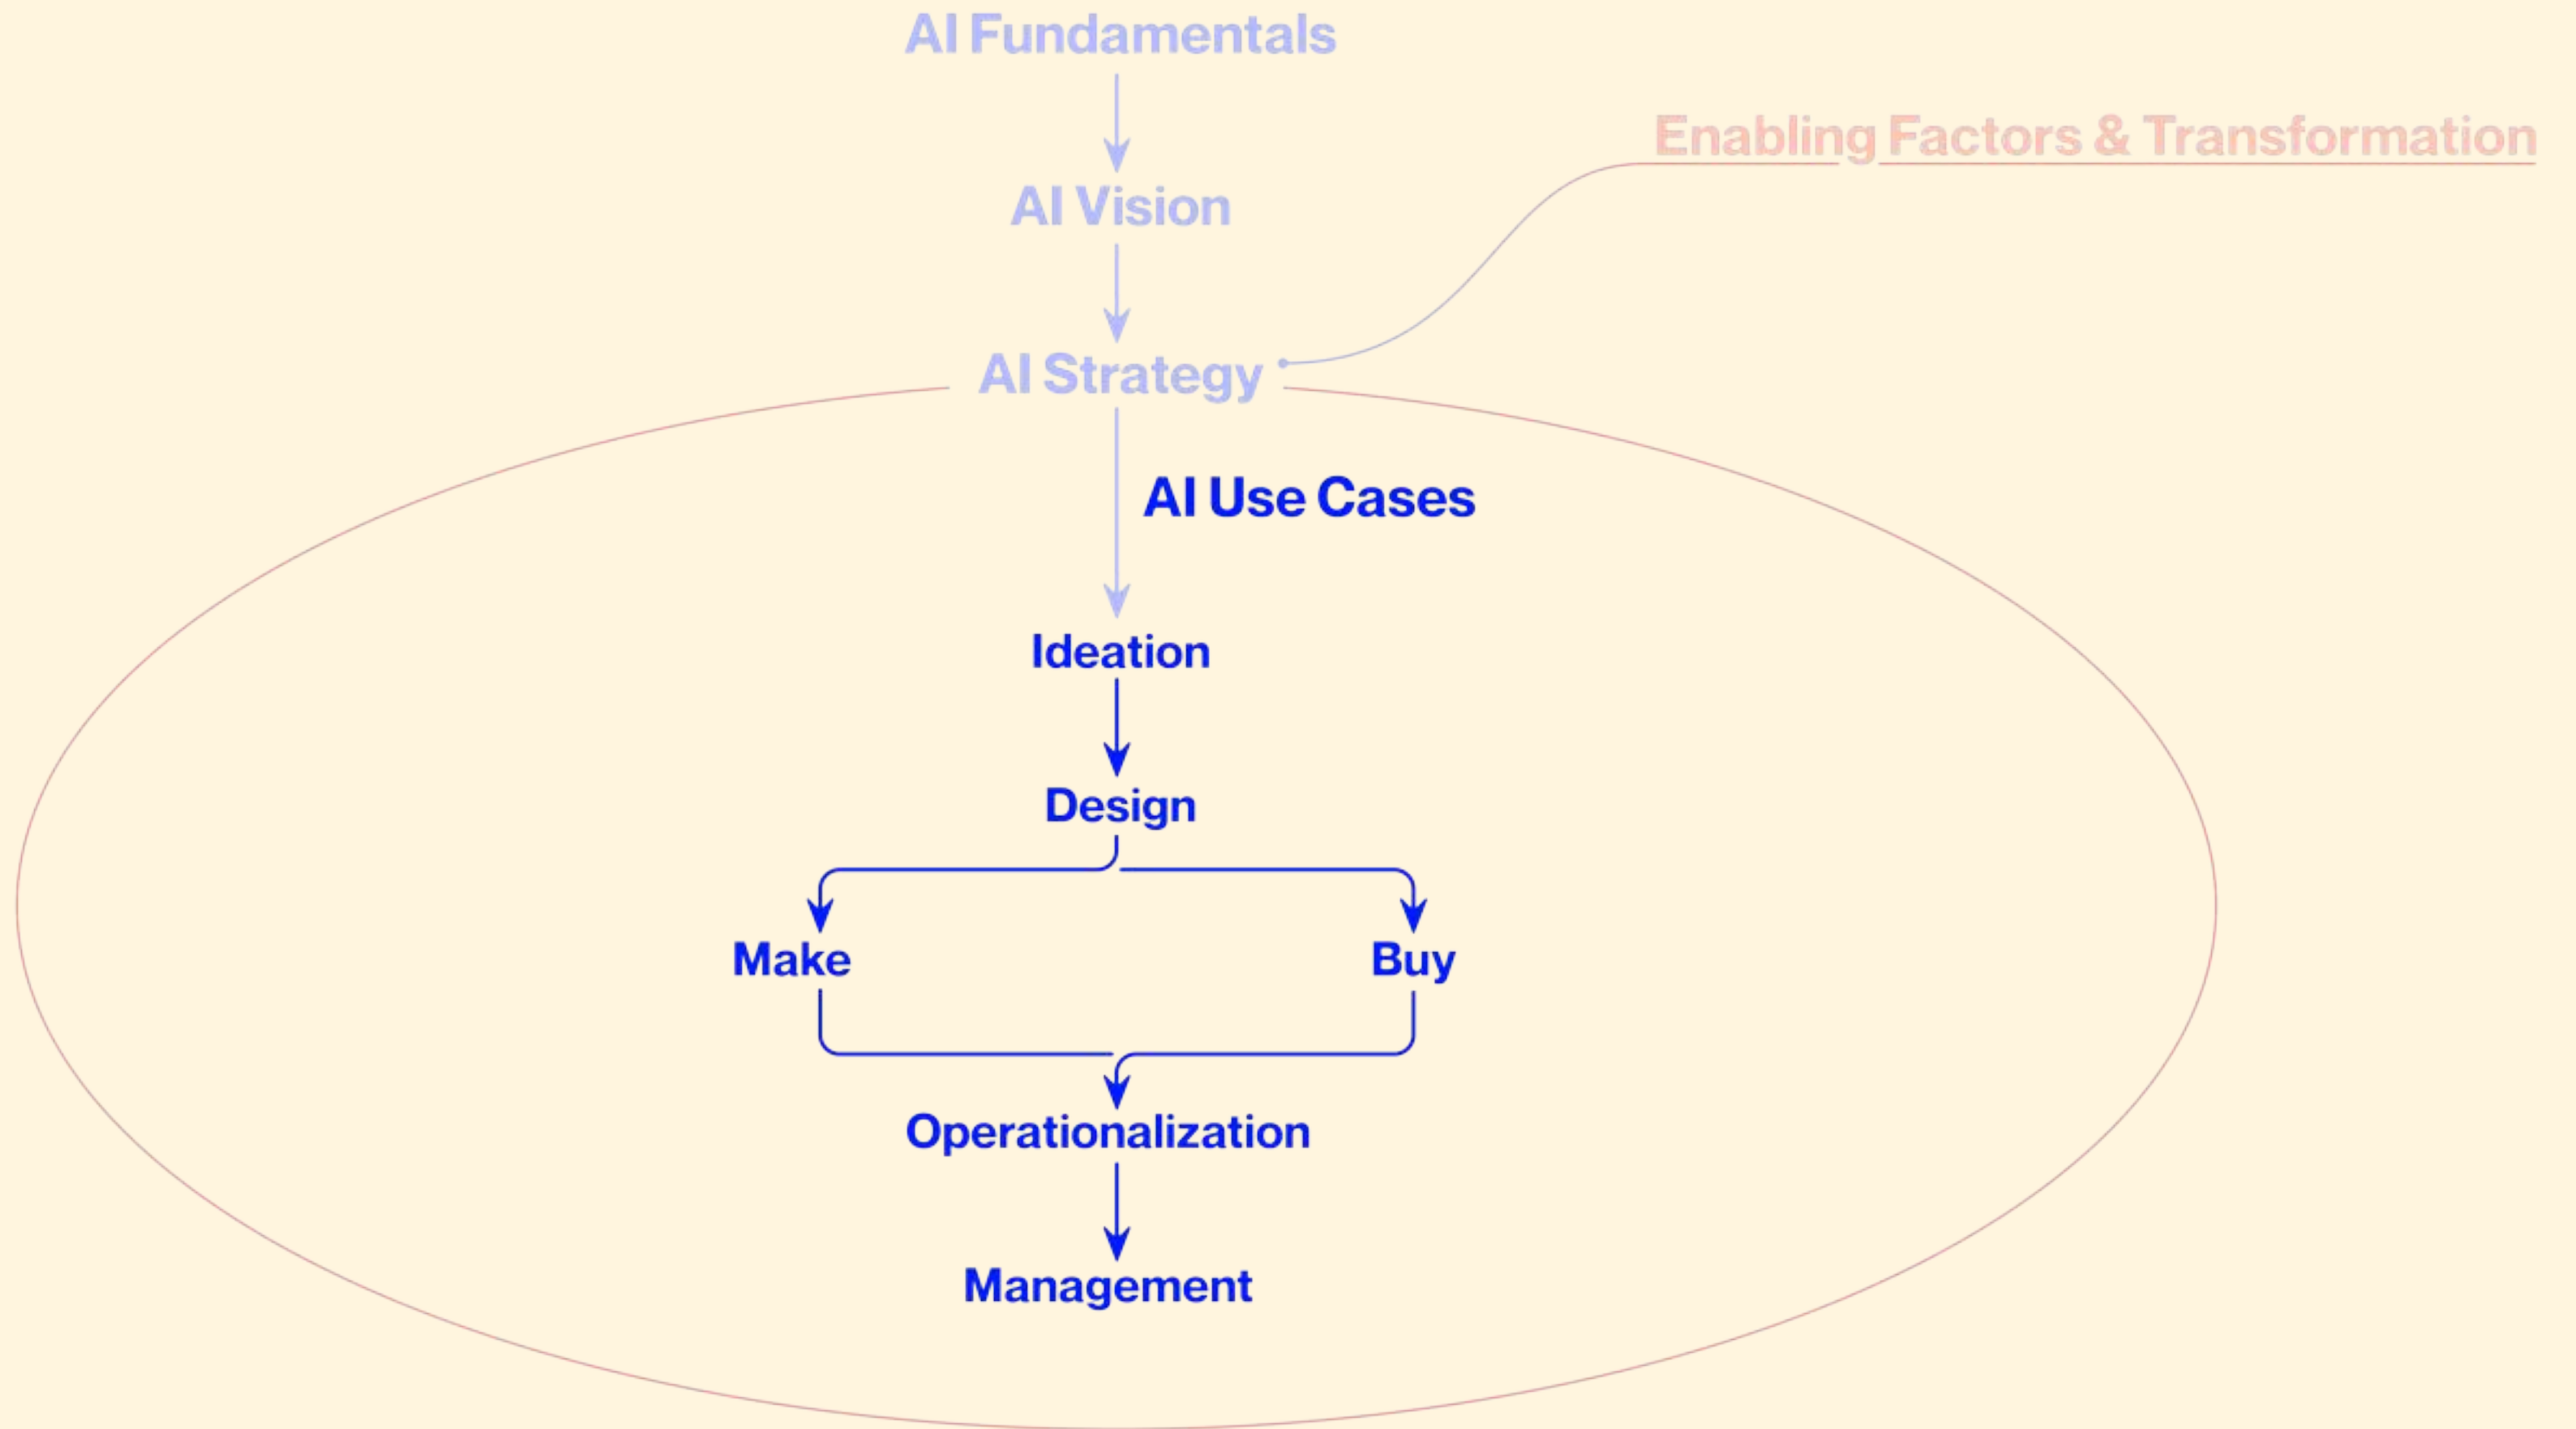 AI Fundamentals
Enabling Factors & Transformation
AI Vision
AI Strategy
AI Use Cases
Ideation
Design
Make
Buy
Operationalization
Management